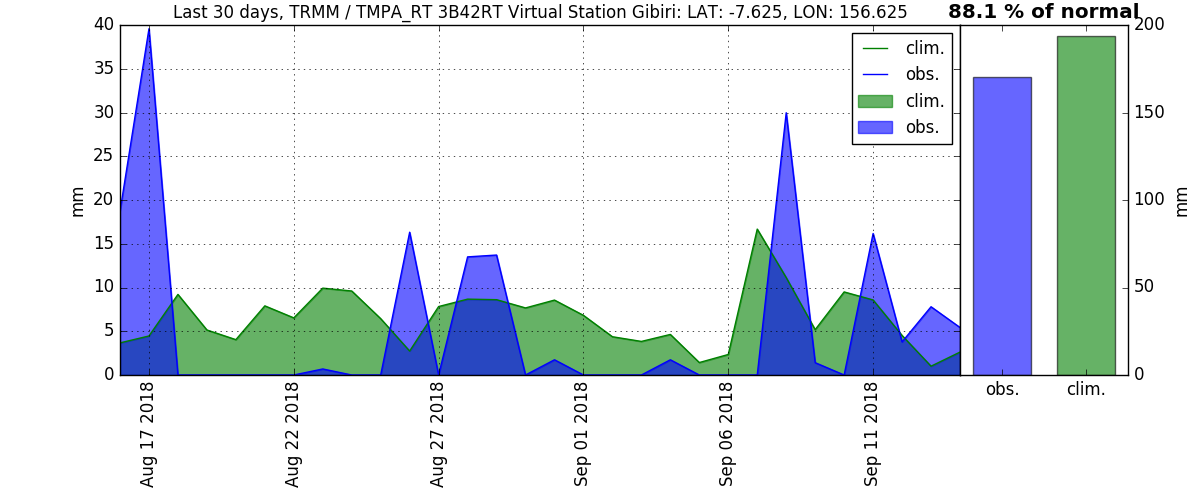 Last 30 days, TRMM / TMPA_RT 3B42RT Virtual Station Gibiri: LAT: -7.625, LON: 156.625
88.1 % of normal
40
35
30
25
20
15
10
5
0
mm
clim.
obs.
clim.
obs.
200
150
100
50
0
mm
Aug 17 2018
Aug 22 2018
Aug 27 2018
Sep 01 2018
Sep 06 2018
Sep 11 2018
obs.
clim.